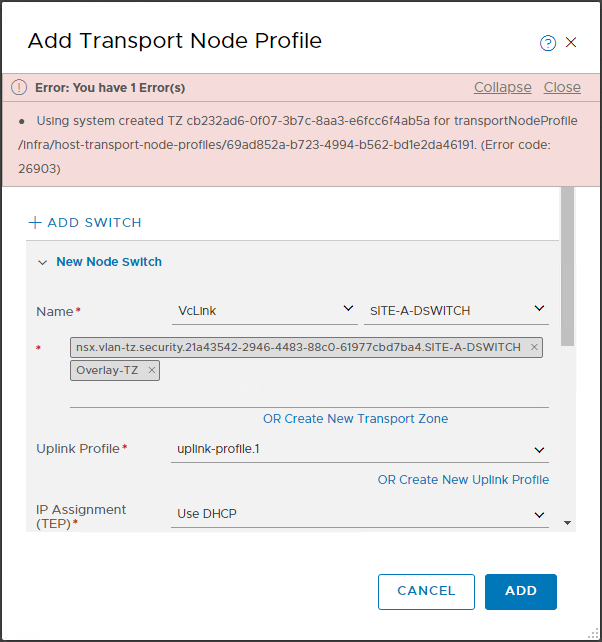 Add Transport Node Profile
Error: You have 1 Error(s) Collapse Close
● Using system created TZ cb232ad6-0f07-3b7c-8aa3-e6fcc6f4ab5a for transportNodeProfile
/infra/host-transport-node-profiles/69ad852a-b723-4994-b562-bd1e2da46191. (Error code:
26903)
+ ADD SWITCH
New Node Switch
Name* VcLink SITE-A-DSWITCH
* nsx.vlan-tz.security.21a43542-2946-4483-88c0-61977cbd7ba4.SITE-A-DSWITCH ×
Overlay-TZ ×
OR Create New Transport Zone
Uplink Profile* uplink-profile.1
OR Create New Uplink Profile
IP Assignment
(TEP)* Use DHCP
CANCEL ADD